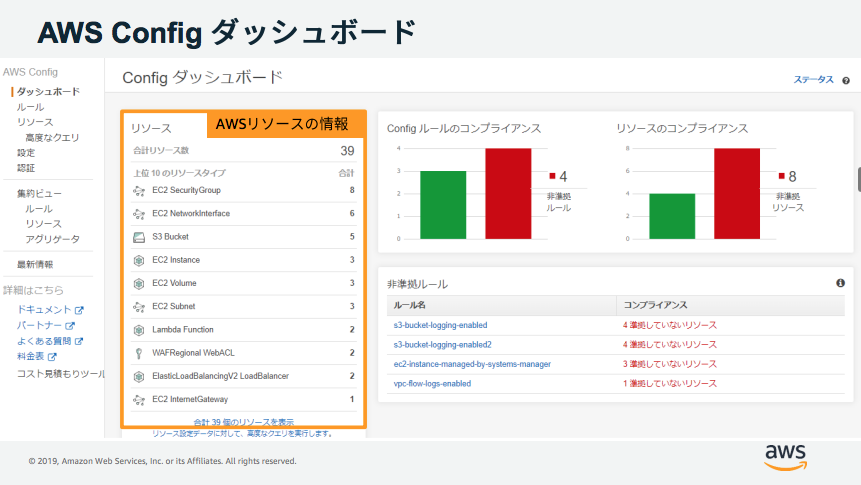 AWS Config ダッシュボード
AWS Config
ダッシュボード
ルール
リソース
高度なクエリ
設定
認証
集約ビュー
ルール
リソース
アグリゲータ
最新情報
詳細はこちら
ドキュメント
パートナー
よくある質問
料金表
コスト見積もりツール
Config ダッシュボード
ステータス
リソース
AWSリソースの情報
合計リソース数 39
上位 10 のリソースタイプ 合計
EC2 SecurityGroup 8
EC2 NetworkInterface 6
S3 Bucket 5
EC2 Instance 3
EC2 Volume 3
EC2 Subnet 3
Lambda Function 2
WAFRegional WebACL 2
ElasticLoadBalancingV2 LoadBalancer 2
EC2 InternetGateway 1
合計 39 個のリソースを表示
リソース設定データに対して、高度なクエリを実行します。
Config ルールのコンプライアンス
4
3
2
1
0
4
非準拠
ルール
リソースのコンプライアンス
8
6
4
2
0
8
非準拠
リソース
非準拠ルール
ルール名 コンプライアンス
s3-bucket-logging-enabled 4 準拠していないリソース
s3-bucket-logging-enabled2 4 準拠していないリソース
ec2-instance-managed-by-systems-manager 3 準拠していないリソース
vpc-flow-logs-enabled 1 準拠していないリソース
© 2019, Amazon Web Services, Inc. or its Affiliates. All rights reserved.
aws